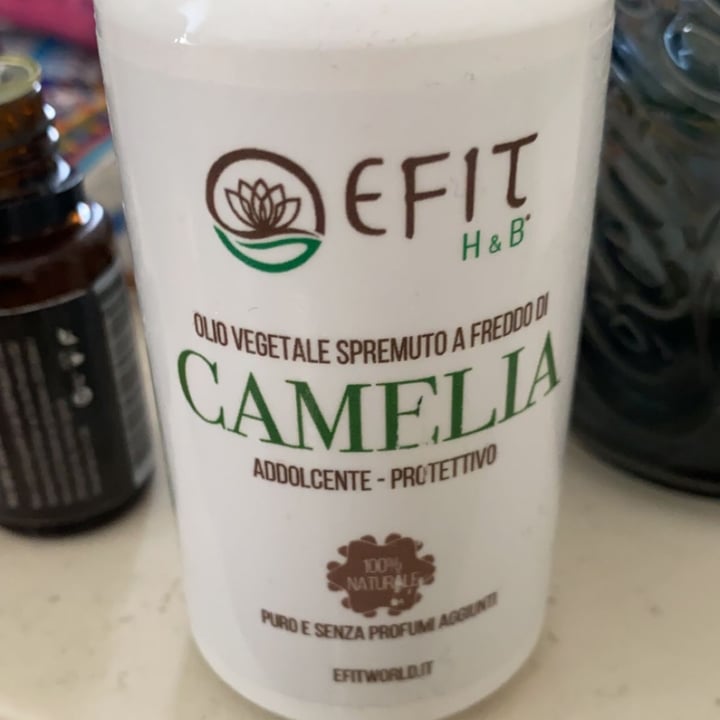 EFIT
H & B
OLIO VEGETALE SPREMUTO A FREDDO DI
CAMELIA
ADDOLCENTE - PROTETTIVO
100%
NATURALE
PURO E SENZA PROFUMI AGGIUNTI
EFITWORLD.IT